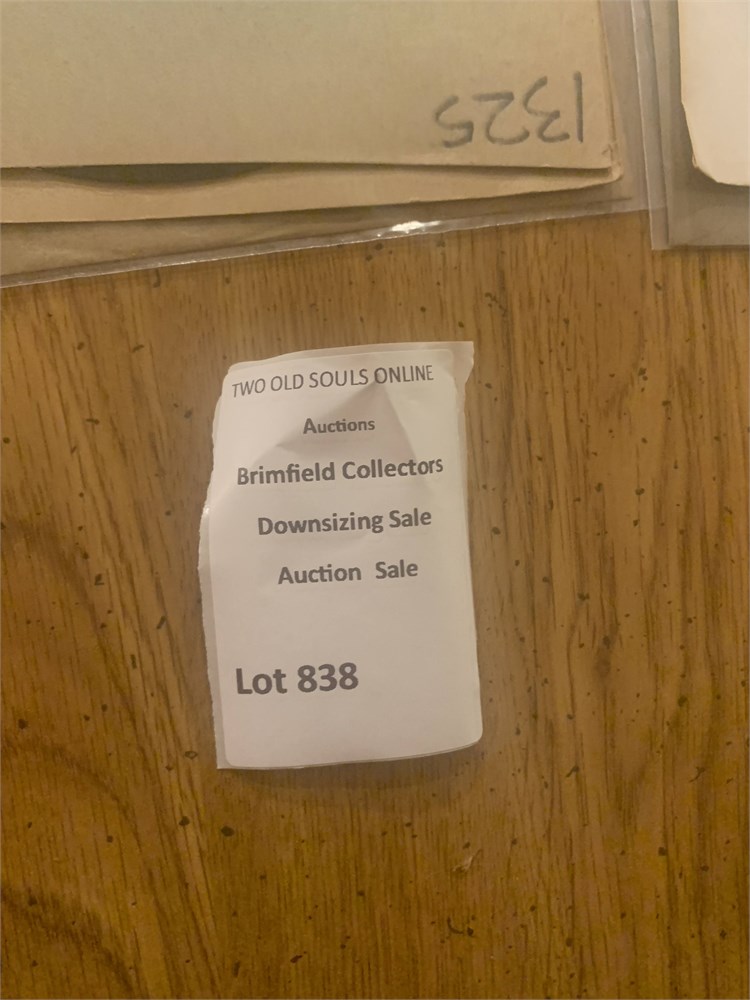 1325
TWO OLD SOULS ONLINE
Auctions
Brimfield Collectors
Downsizing Sale
Auction Sale
Lot 838